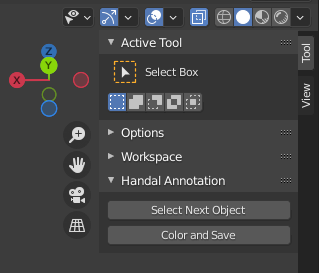 Z
Y
X
Active Tool
Select Box
Options
Workspace
Handal Annotation
Select Next Object
Color and Save
Tool
View